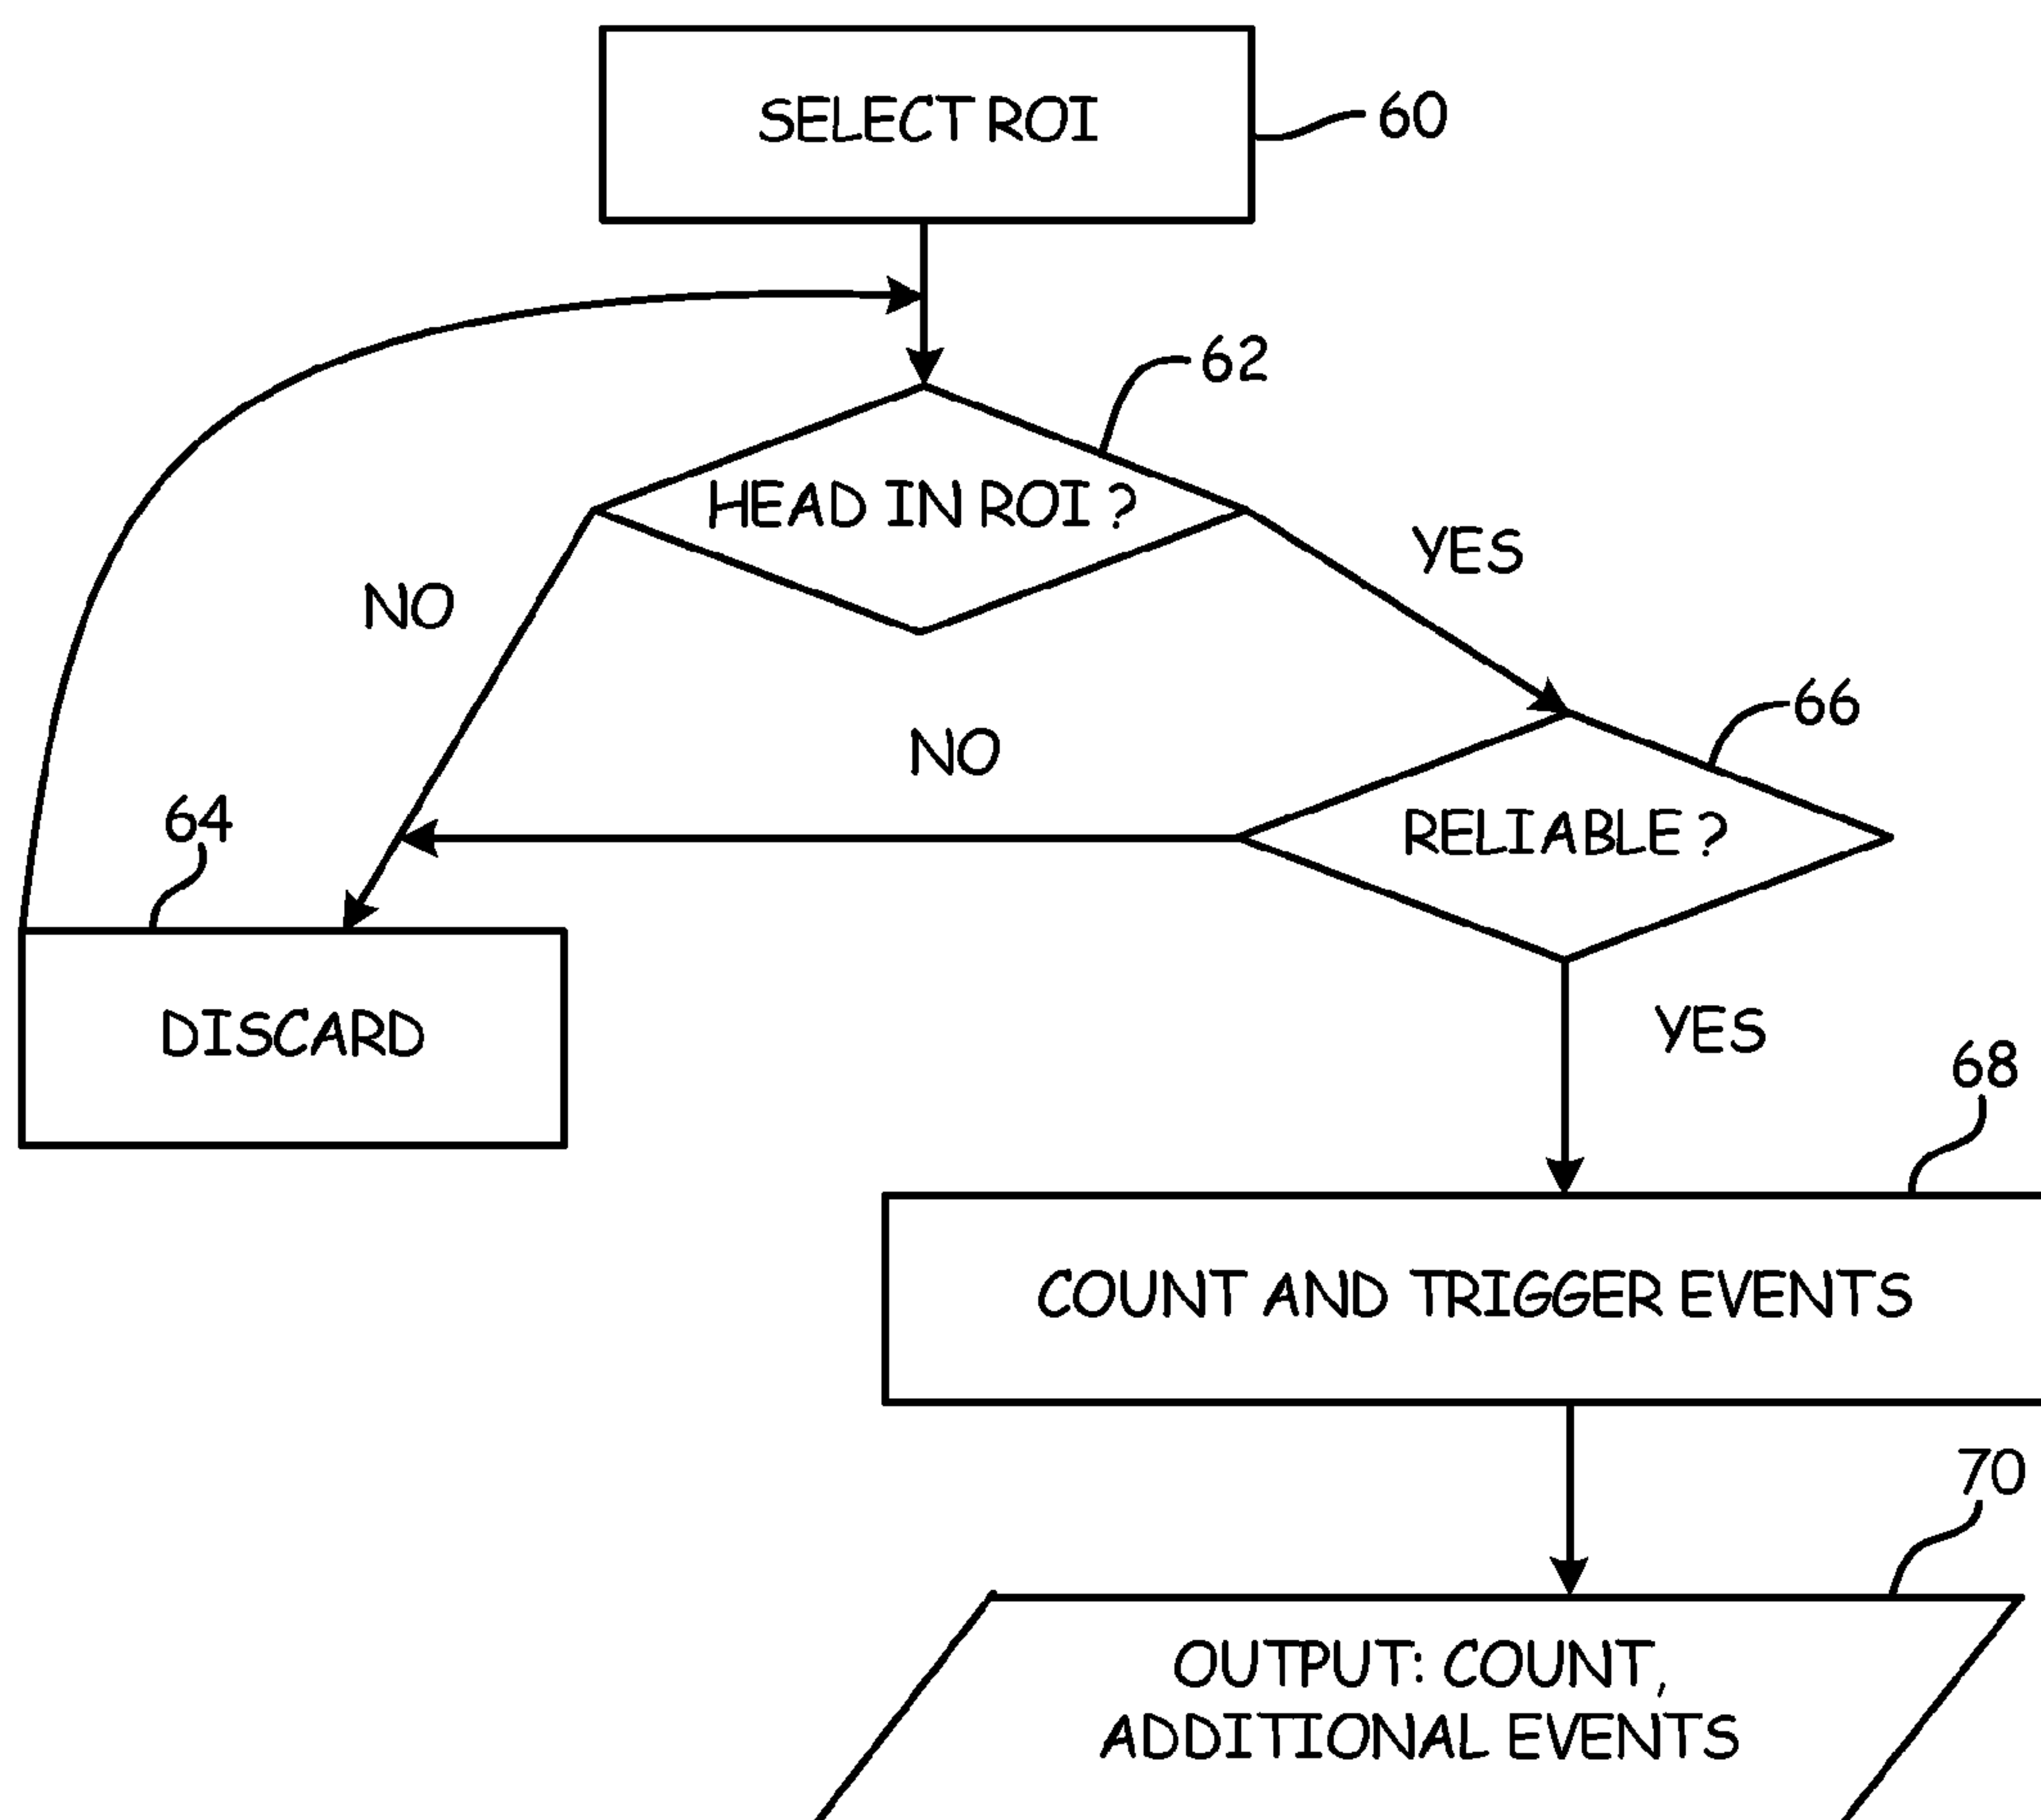 SELECT ROI
60
62
HEAD IN ROI ?
YES
NO
66
NO
64
RELIABLE ?
DISCARD
YES
68
COUNT AND TRIGGER EVENTS
70
OUTPUT: COUNT,
ADDITIONAL EVENTS